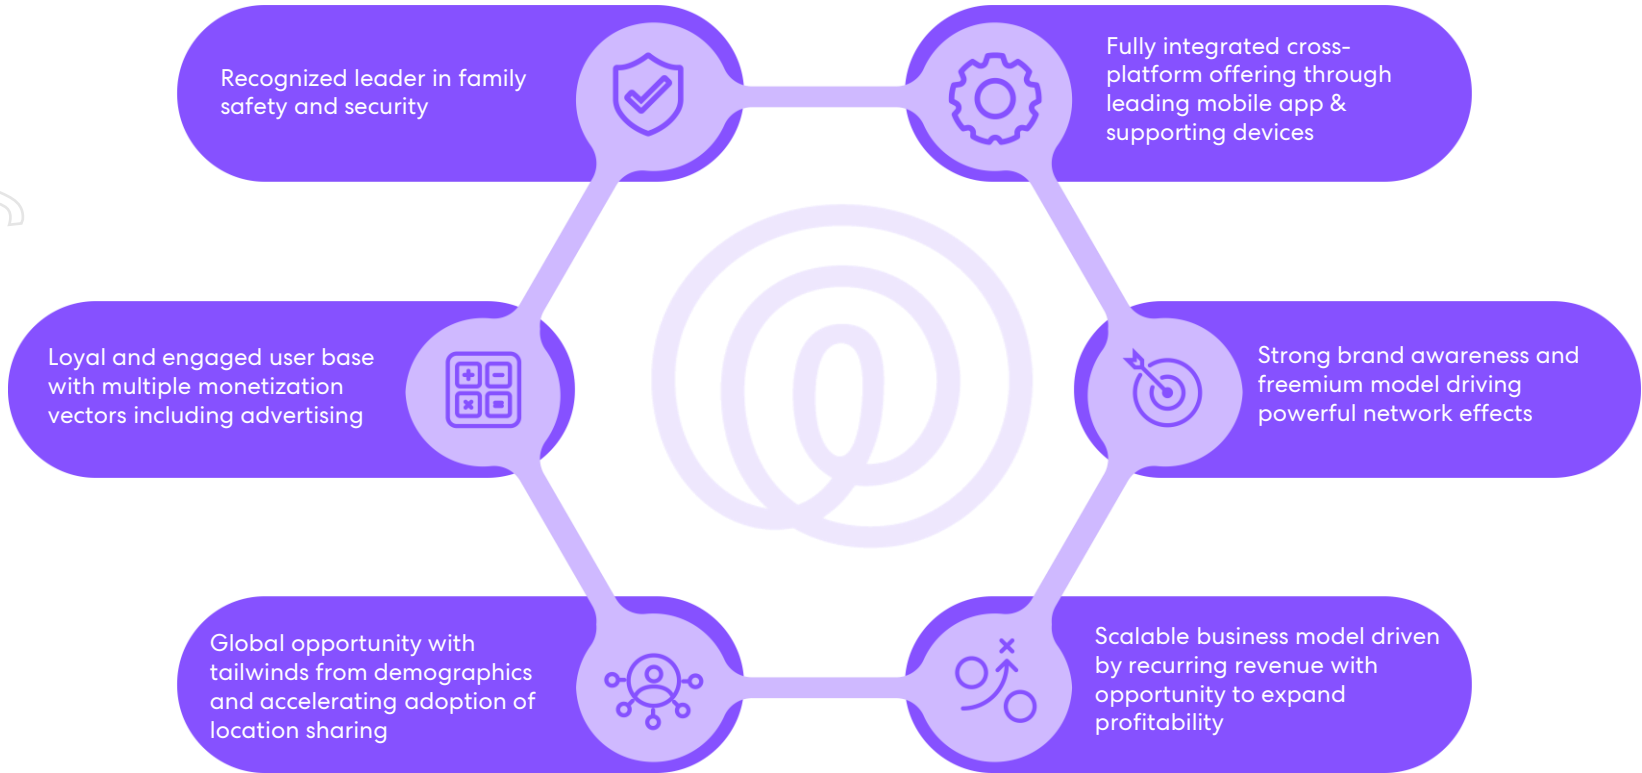 Recognized leader in family
safety and security
Fully integrated cross-
platform offering through
leading mobile app &
supporting devices
Loyal and engaged user base
with multiple monetization
vectors including advertising
Strong brand awareness and
freemium model driving
powerful network effects
Global opportunity with
tailwinds from demographics
and accelerating adoption of
location sharing
Scalable business model driven
by recurring revenue with
opportunity to expand
profitability